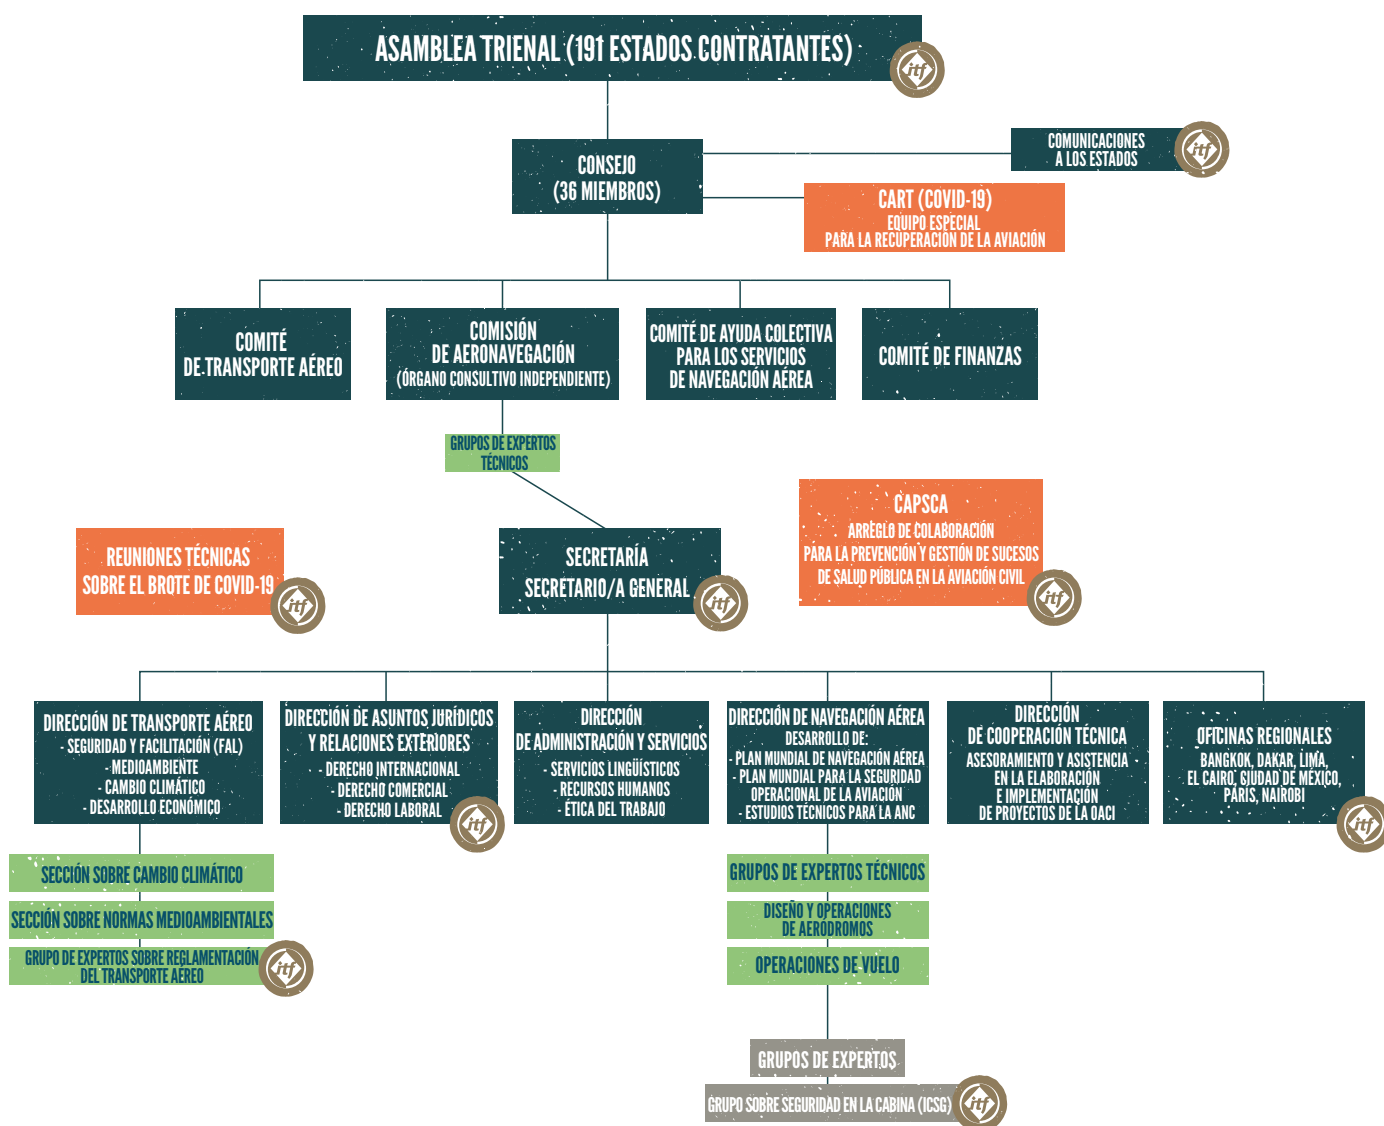 ASAMBLEA TRIENAL (191 ESTADOS CONTRATANTES)
itf
CONSEJO
(36 MIEMBROS)
COMUNICACIONES
A LOS ESTADOS
itf
CART (COVID-19)
EQUIPO ESPECIAL
PARA LA RECUPERACIÓN DE LA AVIACIÓN
COMITÉ
DE TRANSPORTE AÉREO
COMISIÓN
DE AERONAVEGACIÓN
(ÓRGANO CONSULTIVO INDEPENDIENTE)
COMITÉ DE AYUDA COLECTIVA
PARA LOS SERVICIOS
DE NAVEGACIÓN AÉREA
COMITÉ DE FINANZAS
GRUPOS DE EXPERTOS
TÉCNICOS
REUNIONES TÉCNICAS
SOBRE EL BROTE DE COVID-19
itf
SECRETARÍA
SECRETARIO/A GENERAL
itf
CAPSCA
ARREGLO DE COLABORACIÓN
PARA LA PREVENCIÓN Y GESTIÓN DE SUCESOS
DE SALUD PÚBLICA EN LA AVIACIÓN CIVIL
itf
DIRECCIÓN DE TRANSPORTE AÉREO
- SEGURIDAD Y FACILITACIÓN (FAL)
- MEDIOAMBIENTE
- CAMBIO CLIMÁTICO
- DESARROLLO ECONÓMICO
DIRECCIÓN DE ASUNTOS JURÍDICOS
Y RELACIONES EXTERIORES
- DERECHO INTERNACIONAL
- DERECHO COMERCIAL
- DERECHO LABORAL
itf
DIRECCIÓN
DE ADMINISTRACIÓN Y SERVICIOS
- SERVICIOS LINGÜÍSTICOS
- RECURSOS HUMANOS
- ÉTICA DEL TRABAJO
DIRECCIÓN DE NAVEGACIÓN AÉREA
DESARROLLO DE:
- PLAN MUNDIAL DE NAVEGACIÓN AÉREA
- PLAN MUNDIAL PARA LA SEGURIDAD
OPERACIONAL DE LA AVIACIÓN
- ESTUDIOS TÉCNICOS PARA LA ANC
DIRECCIÓN
DE COOPERACIÓN TÉCNICA
ASESORAMIENTO Y ASISTENCIA
EN LA ELABORACIÓN
E IMPLEMENTACIÓN
DE PROYECTOS DE LA OACI
OFICINAS REGIONALES
BANGKOK, DAKAR, LIMA,
EL CAIRO, CIUDAD DE MÉXICO,
PARÍS, NAIROBI
itf
SECCIÓN SOBRE CAMBIO CLIMÁTICO
SECCIÓN SOBRE NORMAS MEDIOAMBIENTALES
GRUPO DE EXPERTOS SOBRE REGLAMENTACIÓN
DEL TRANSPORTE AÉREO
itf
GRUPOS DE EXPERTOS TÉCNICOS
DISEÑO Y OPERACIONES
DE AERÓDROMOS
OPERACIONES DE VUELO
GRUPOS DE EXPERTOS
GRUPO SOBRE SEGURIDAD EN LA CABINA (ICSG)
itf